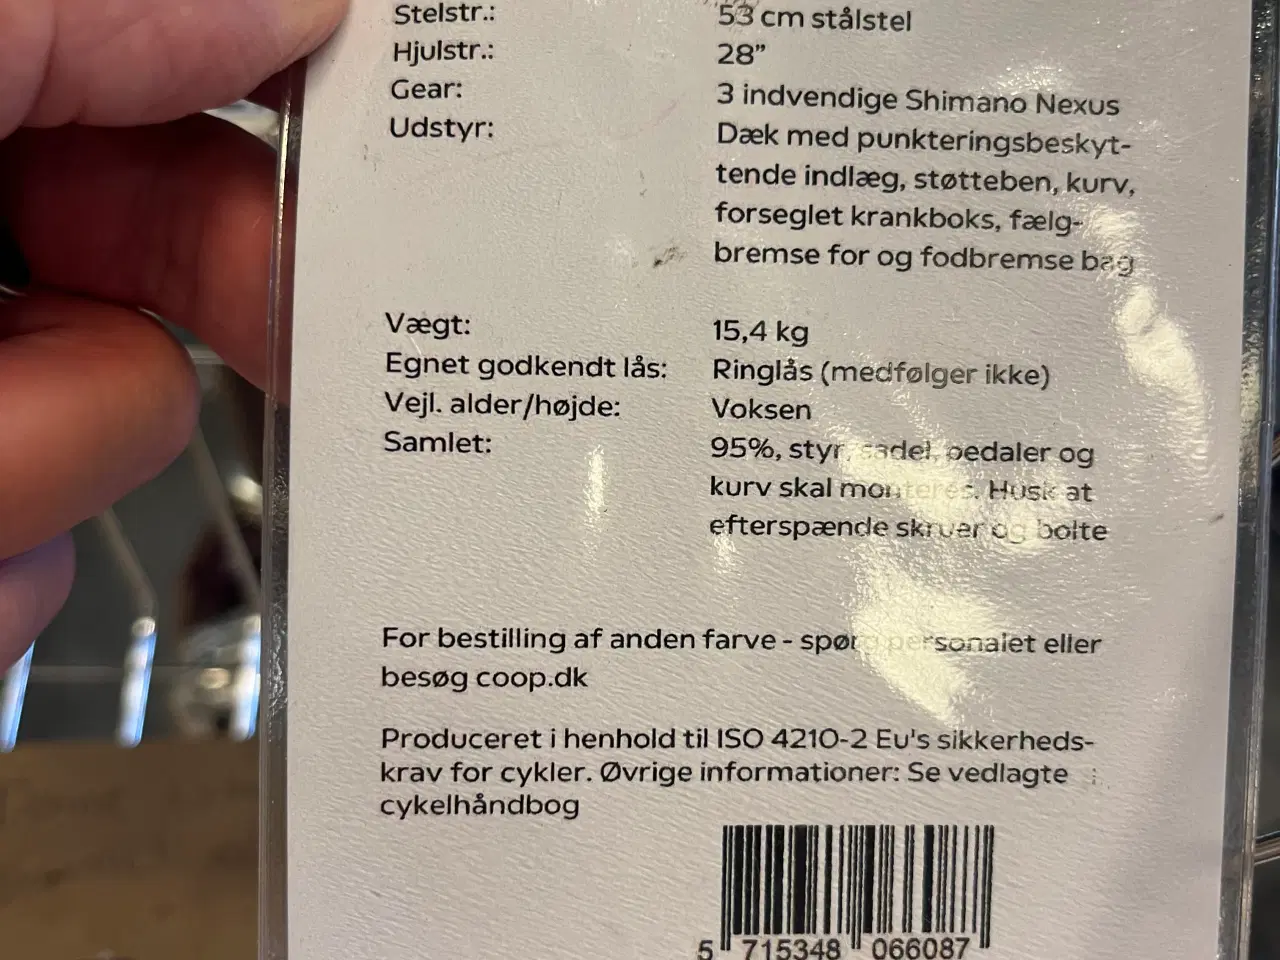 Stelstr.: 53 cm stålstel
Hjulstr.: 28”
Gear: 3 indvendige Shimano Nexus
Udstyr: Dæk med punkteringsbeskyt-
tende indlæg, støtteben, kurv,
forseglet krankboks, fælg-
bremse for og fodbremse bag
Vægt: 15,4 kg
Egnet godkendt lås: Ringlås (medfølger ikke)
Vejl. alder/højde: Voksen
Samlet: 95%, styr, sadel, pedaler og
kurv skal monteres. Husk at
efterspænde skruer og bolte
For bestilling af anden farve - spørg personalet eller
besøg coop.dk
Produceret i henhold til ISO 4210-2 Eu's sikkerheds-
krav for cykler. Øvrige informationer: Se vedlagte
cykelhåndbog
5 715348 066087